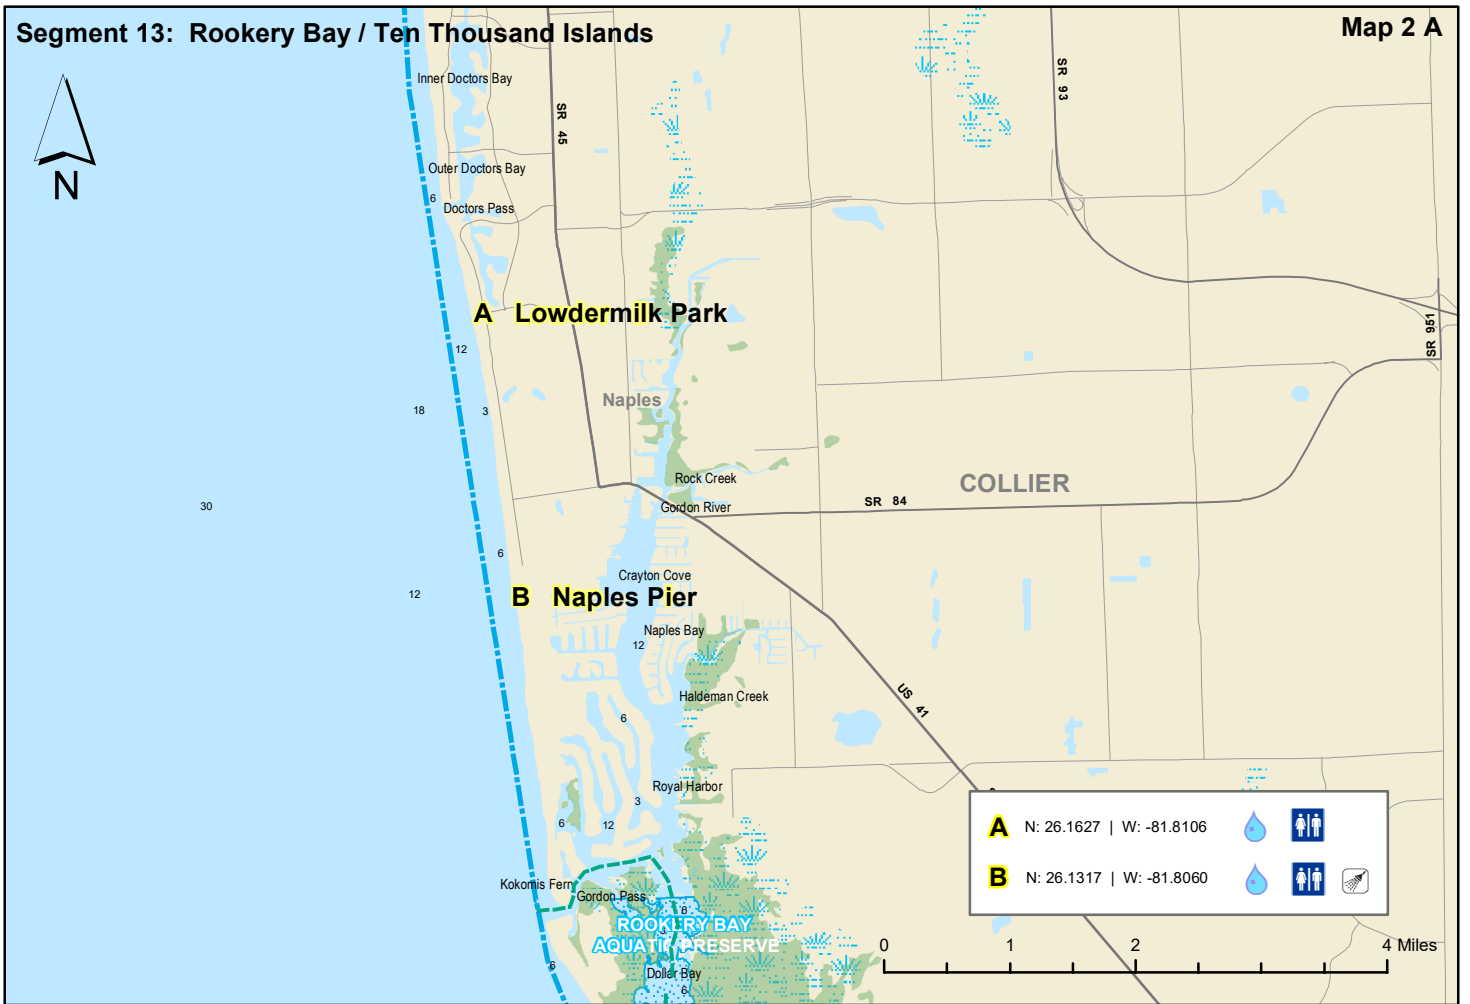 Segment 13: Rookery Bay / Ten Thousand Islands
Map 2 A
N
Inner Doctors Bay
SR 45
SR 93
Outer Doctors Bay
6
Doctors Pass
A Lowdermilk Park
SR 951
12
18
3
Naples
Rock Creek
COLLIER
Gordon River
SR 84
30
6
Crayton Cove
12
B Naples Pier
Naples Bay
12
Haldeman Creek
US 41
6
Royal Harbor
3
6
12
A N: 26.1627 | W: -81.8106
B N: 26.1317 | W: -81.8060
Kokomis Ferry
Gordon Pass
6
ROOKERY BAY
AQUATIC PRESERVE
6
Dollar Bay
6
0 1 2 4 Miles